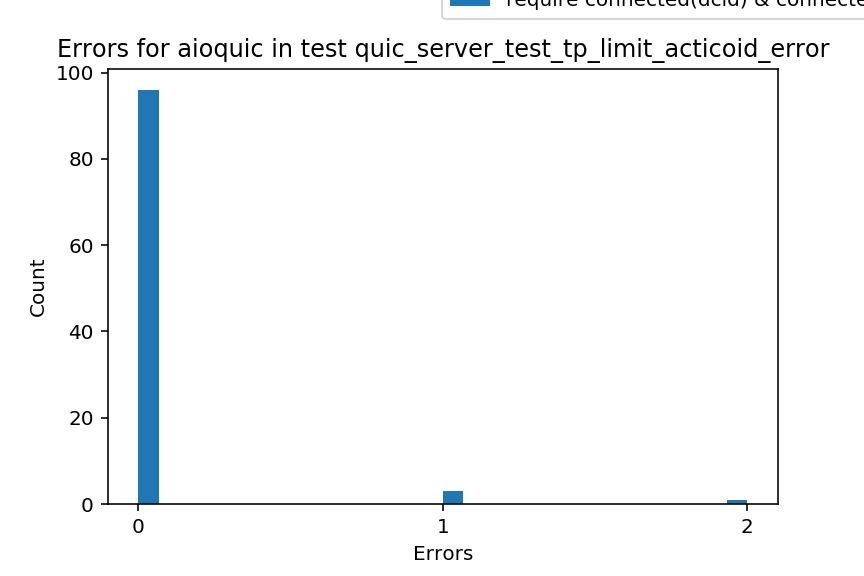 require connected(dcid) &
Errors for aioquic in test quic_server_test_tp_limit_acticoid_error
100
80
60
40
20
0
Count
0 1 2
Errors